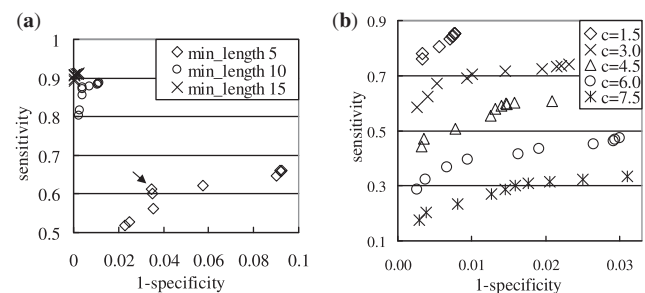 (a)
1
0.9
0.8
0.7
0.6
0.5
sensitivity
min_length 5
min_length 10
min_length 15
0 0.02 0.04 0.06 0.08 0.1
1-specificity
(b)
0.9
0.7
0.5
0.3
0.1
sensitivity
c=1.5
c=3.0
c=4.5
c=6.0
c=7.5
0.00 0.01 0.02 0.03
1-specificity